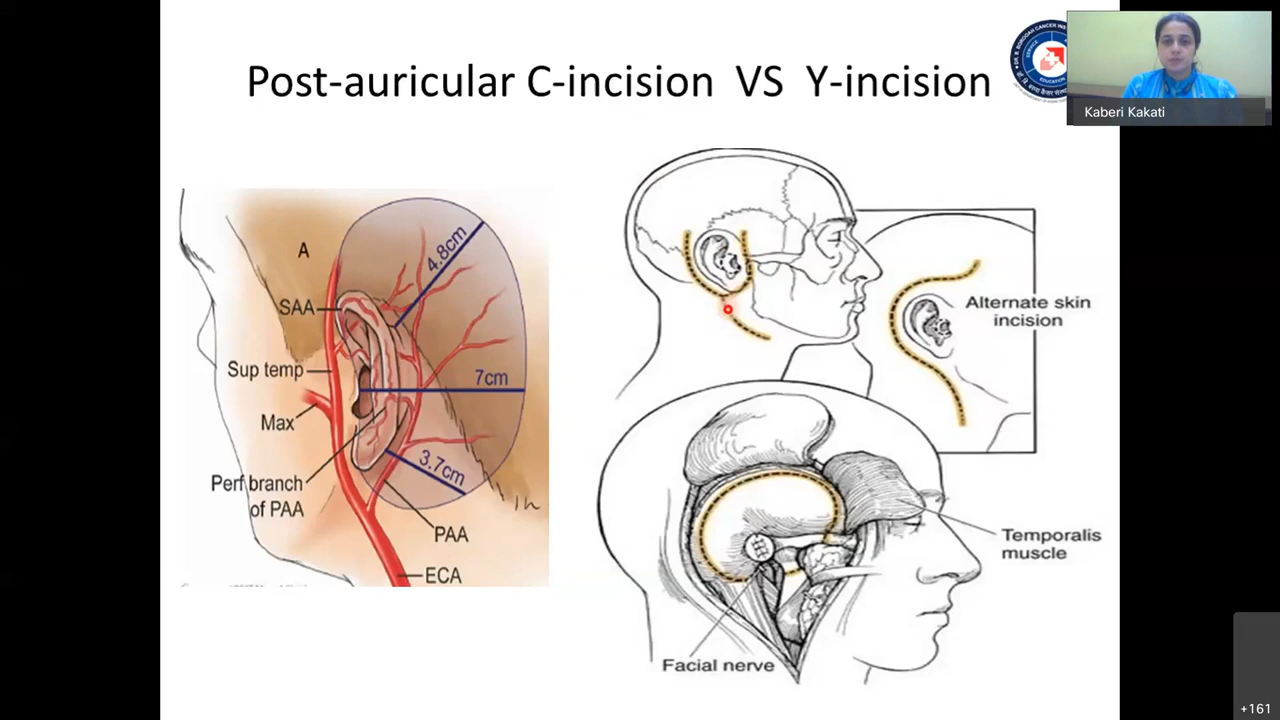 Post-auricular C-incision VS Y-incision
Kaberi Kakati
A
SAA
Sup temp
Max
Perf branch
of PAA
4.8cm
7cm
3.7cm
PAA
ECA
Alternate skin
incision
Temporalis
muscle
Facial nerve
+161